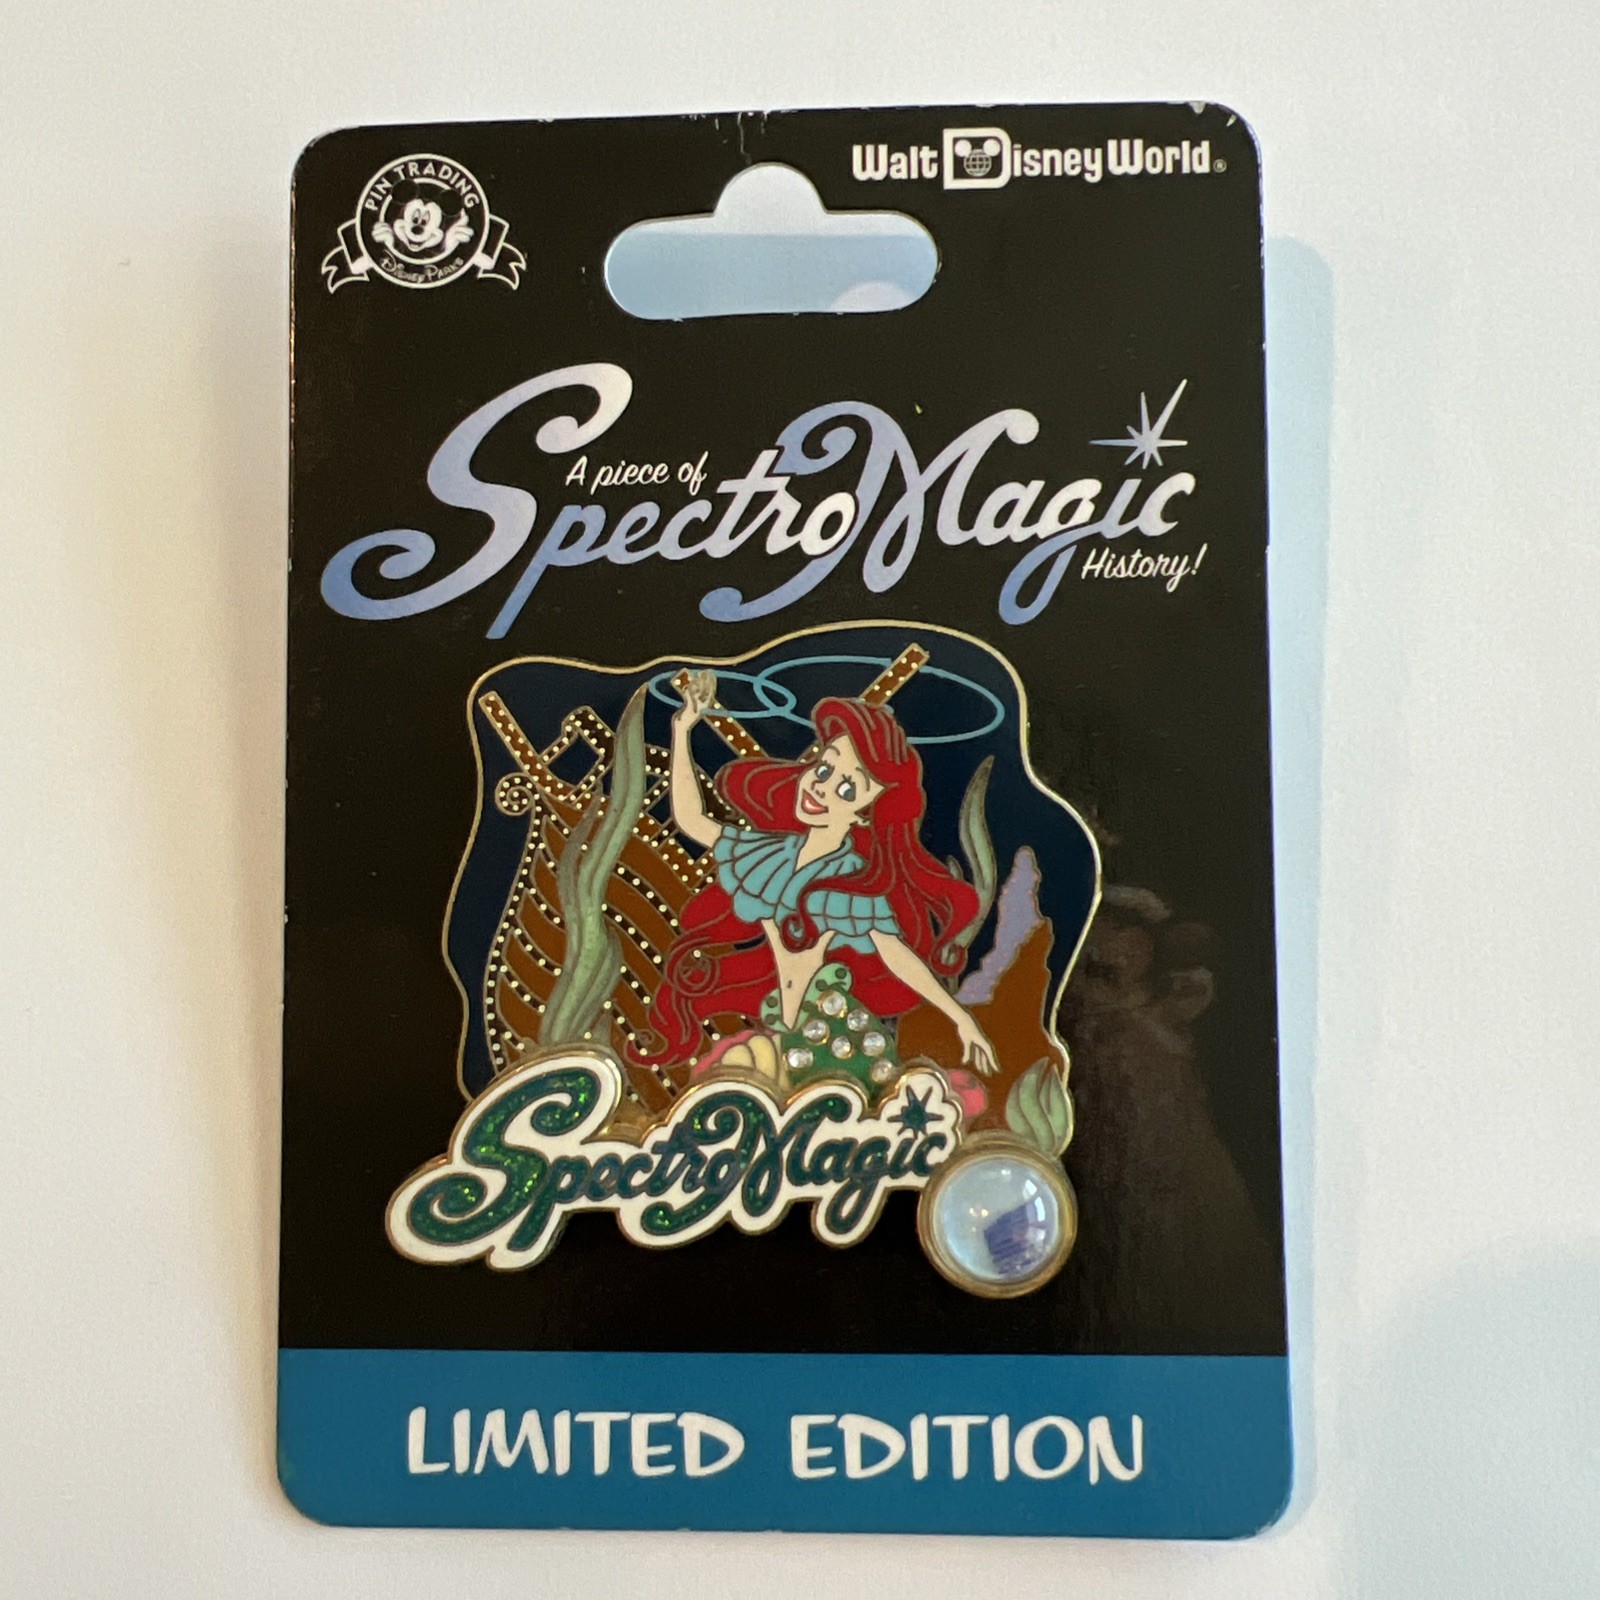 PIN TRADING
Disney Parks
Walt Disney World®
A piece of
SpectroMagic
History!
SpectroMagic
LIMITED EDITION